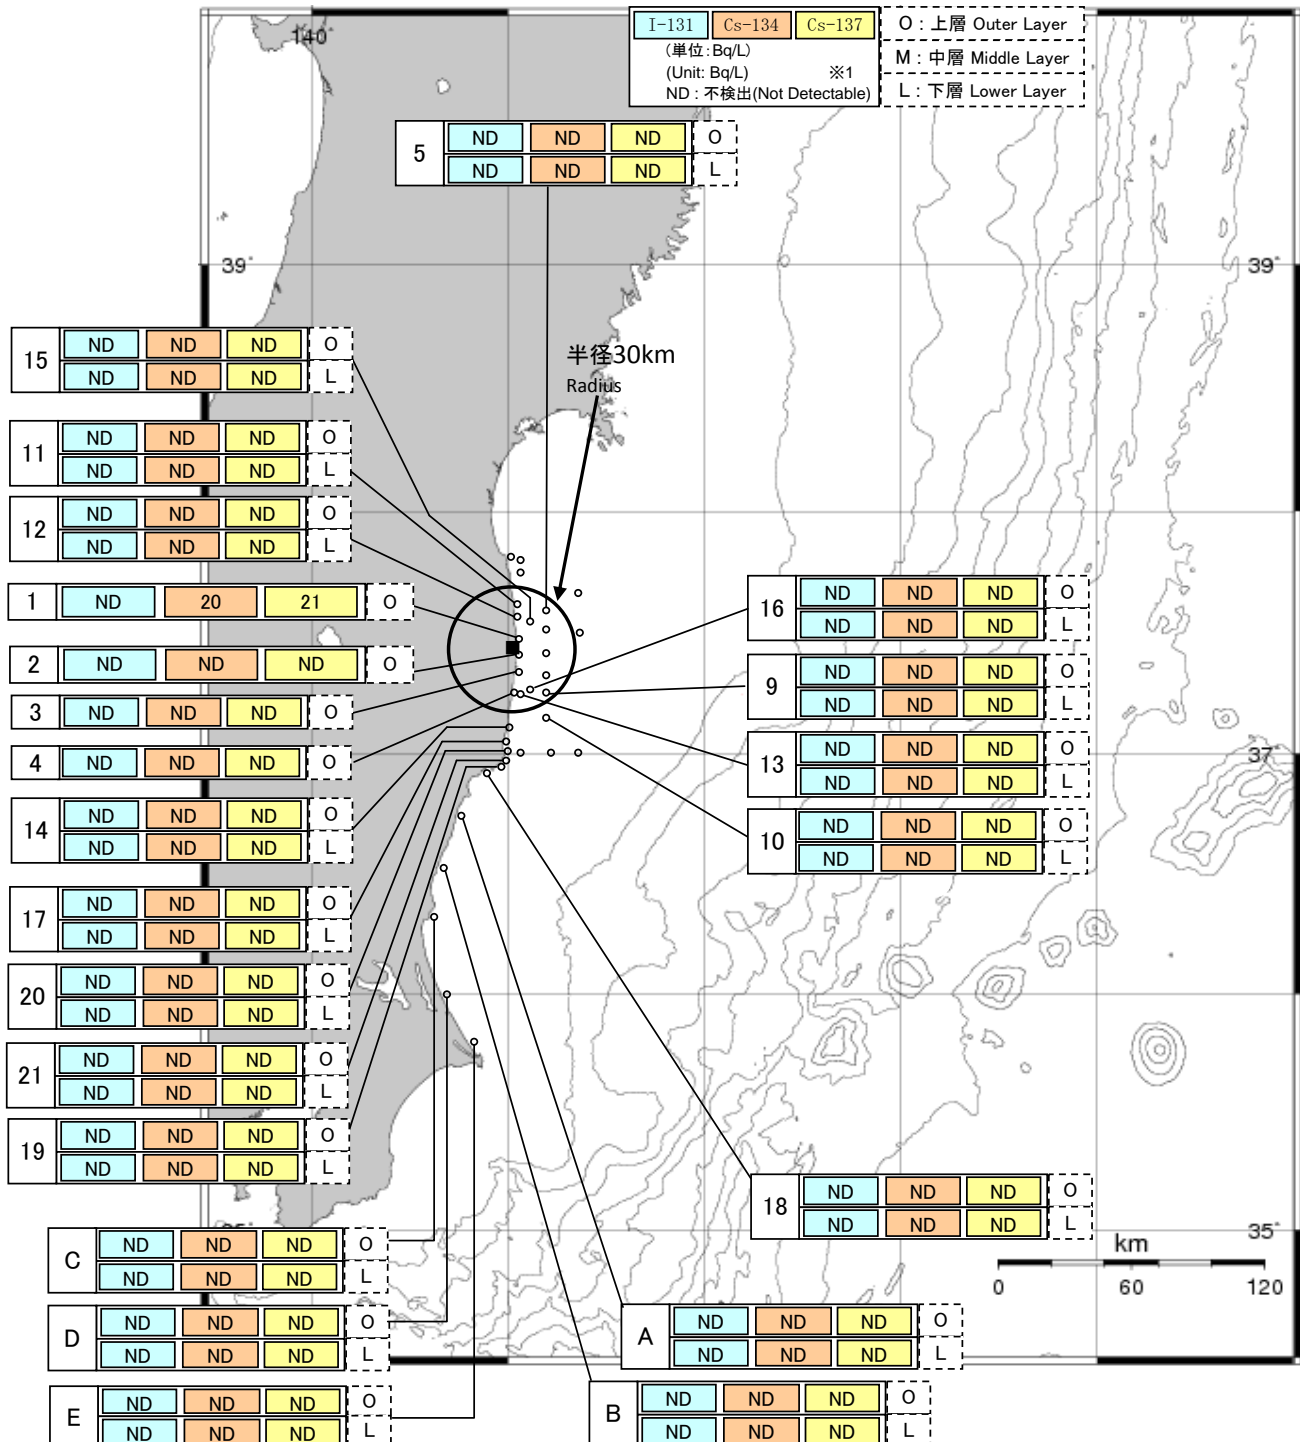 140°
I-131 Cs-134 Cs-137
(単位:Bq/L)
(Unit: Bq/L) ※1
ND : 不検出(Not Detectable)
O : 上層 Outer Layer
M : 中層 Middle Layer
L : 下層 Lower Layer
5 ND ND ND O
ND ND ND L
39° 39°
半径30km
Radius
15 ND ND ND O
ND ND ND L
11 ND ND ND O
ND ND ND L
12 ND ND ND O
ND ND ND L
1 ND 20 21 O
2 ND ND ND O
3 ND ND ND O
4 ND ND ND O
14 ND ND ND O
ND ND ND L
17 ND ND ND O
ND ND ND L
20 ND ND ND O
ND ND ND L
21 ND ND ND O
ND ND ND L
19 ND ND ND O
ND ND ND L
16 ND ND ND O
ND ND ND L
9 ND ND ND O
ND ND ND L
37°
13 ND ND ND O
ND ND ND L
10 ND ND ND O
ND ND ND L
18 ND ND ND O
ND ND ND L
35°
km
0 60 120
C ND ND ND O
ND ND ND L
D ND ND ND O
ND ND ND L
E ND ND ND O
ND ND ND L
A ND ND ND O
ND ND ND L
B ND ND ND O
ND ND ND L